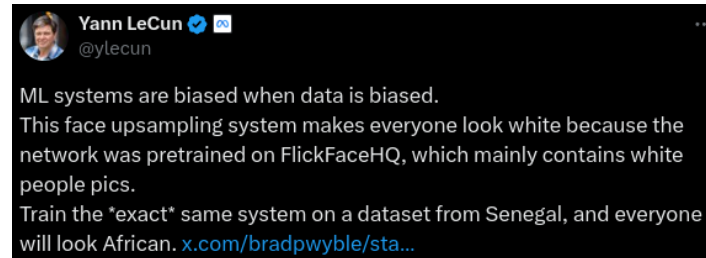 Yann LeCun
@ylecun
ML systems are biased when data is biased.
This face upsampling system makes everyone look white because the
network was pretrained on FlickFaceHQ, which mainly contains white
people pics.
Train the *exact* same system on a dataset from Senegal, and everyone
will look African. x.com/bradpwyble/sta...